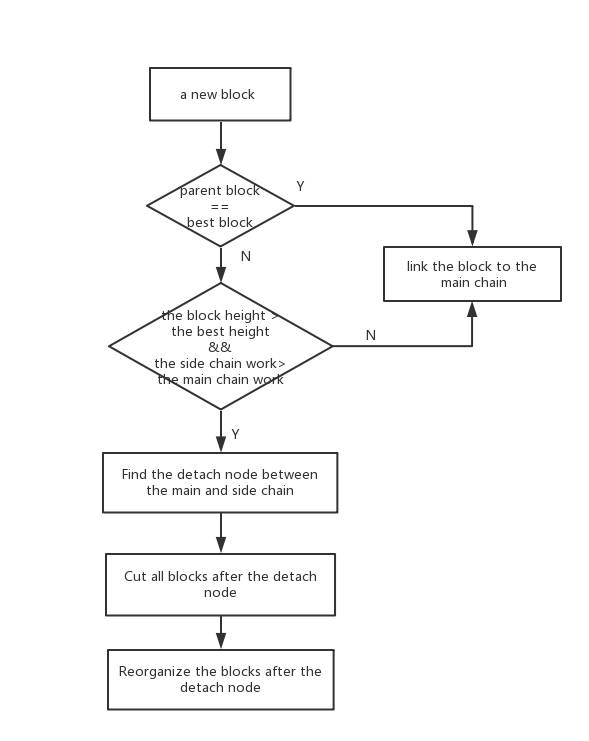 a new block
parent block
==
best block
Y
N
link the block to the
main chain
the block height >
the best height
&&
the side chain work>
the main chain work
N
Y
Find the detach node between
the main and side chain
Cut all blocks after the detach
node
Reorganize the blocks after the
detach node